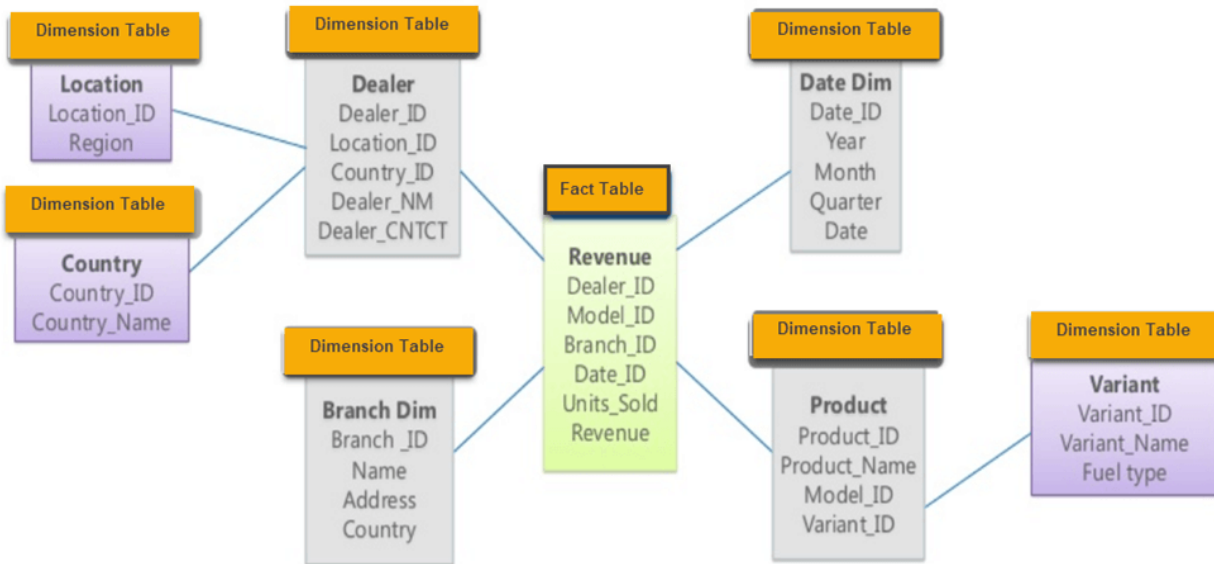 Dimension Table
Location
Location_ID
Region
Dimension Table
Country
Country_ID
Country_Name
Dimension Table
Dealer
Dealer_ID
Location_ID
Country_ID
Dealer_NM
Dealer_CNTCT
Dimension Table
Branch Dim
Branch _ID
Name
Address
Country
Fact Table
Revenue
Dealer_ID
Model_ID
Branch_ID
Date_ID
Units_Sold
Revenue
Dimension Table
Date Dim
Date_ID
Year
Month
Quarter
Date
Dimension Table
Product
Product_ID
Product_Name
Model_ID
Variant_ID
Dimension Table
Variant
Variant_ID
Variant_Name
Fuel type